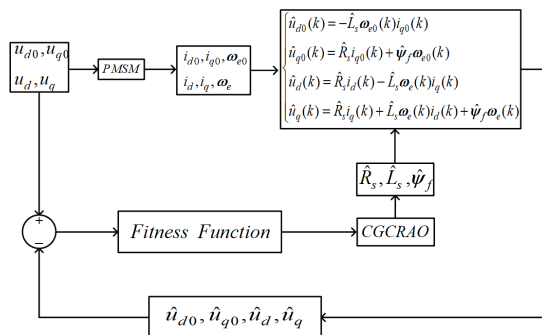 u_{d0}, u_{q0}
u_d, u_q
PMSM
i_{d0}, i_{q0}, ω_{e0}
i_d, i_q, ω_e
û_{d0}(k) = -L̂_s ω_{e0}(k) i_{q0}(k)
û_{q0}(k) = R̂_s i_{q0}(k) + ψ̂_f ω_{e0}(k)
û_d(k) = R̂_s i_d(k) - L̂_s ω_e(k) i_q(k)
û_q(k) = R̂_s i_q(k) + L̂_s ω_e(k) i_d(k) + ψ̂_f ω_e(k)
R̂_s, L̂_s, ψ̂_f
+
−
Fitness Function
CGCRAO
û_{d0}, û_{q0}, û_d, û_q